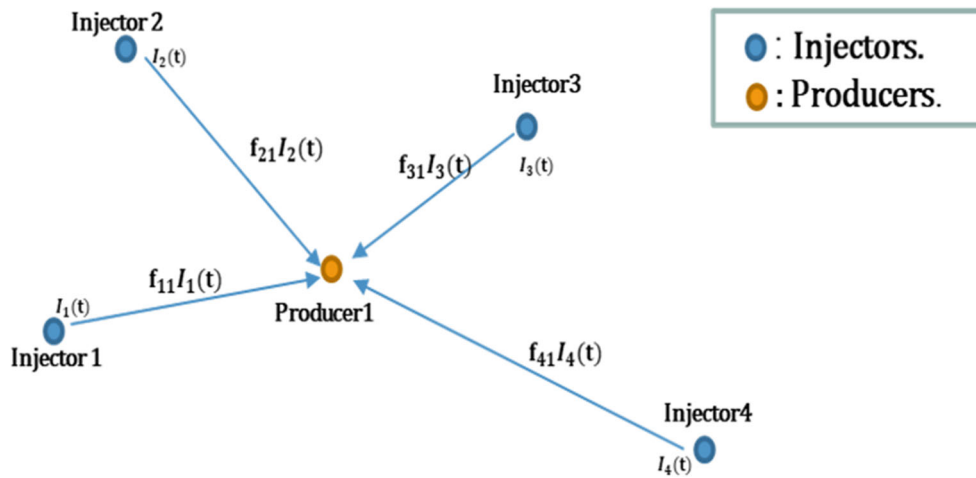 Injector 2
I₂(t)
: Injectors.
: Producers.
Injector3
I₃(t)
f₂₁I₂(t)
f₃₁I₃(t)
f₁₁I₁(t)
I₁(t)
Injector 1
Producer1
f₄₁I₄(t)
Injector4
I₄(t)